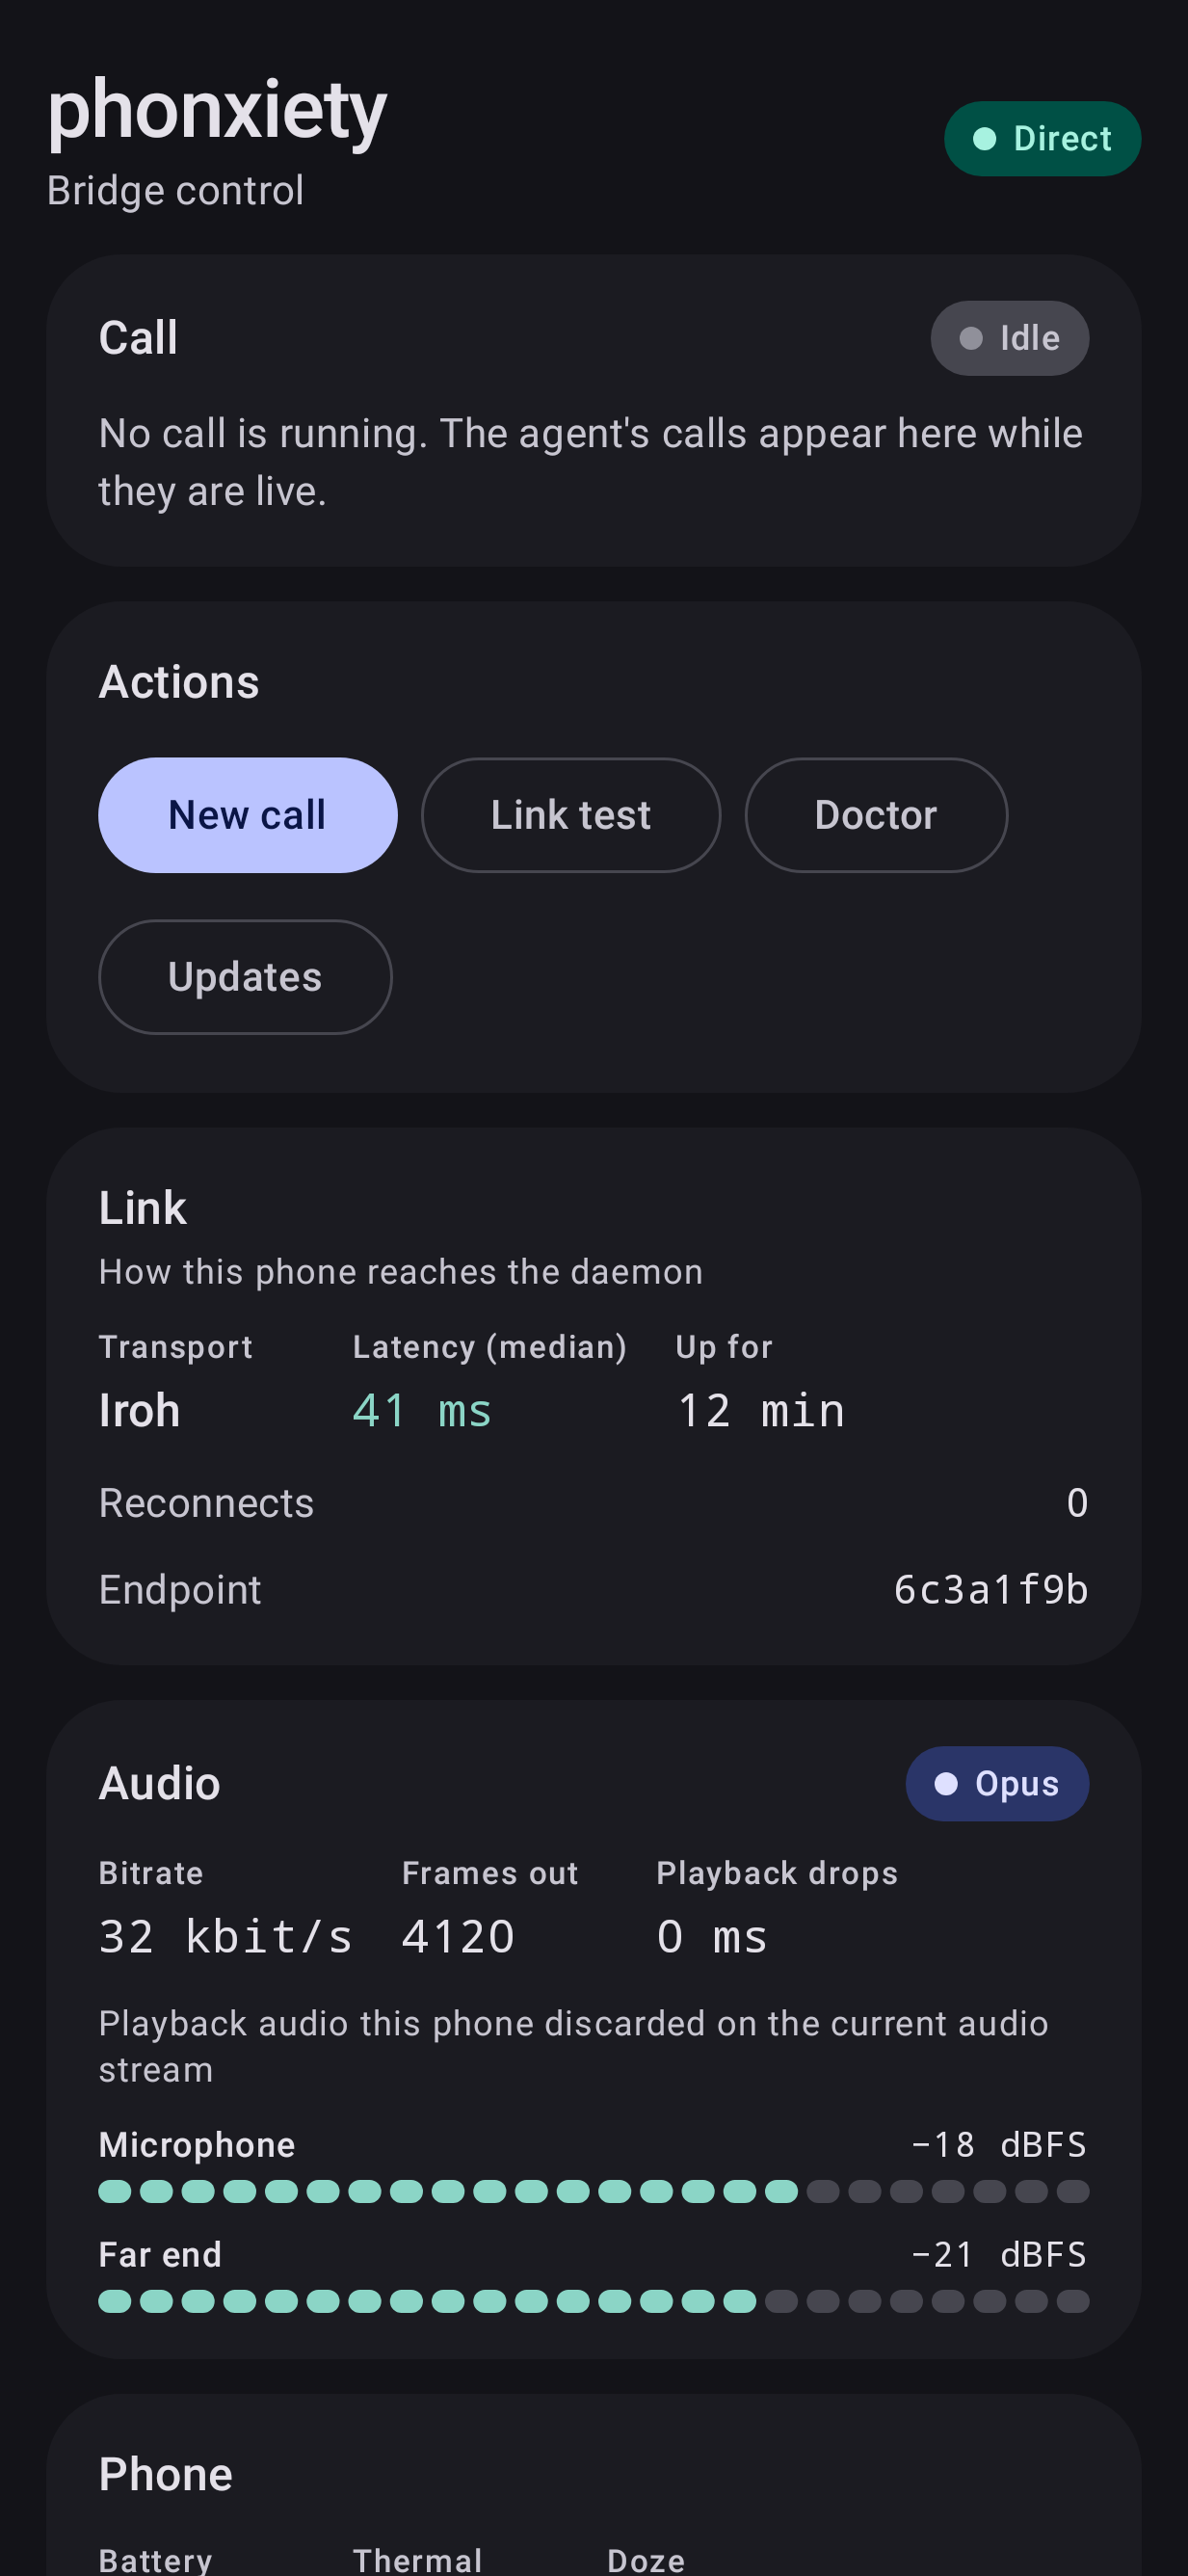 phonxiety
Direct
Bridge control
Call
Idle
No call is running. The agent's calls appear here while
they are live.
Actions
New call
Link test
Doctor
Updates
Link
How this phone reaches the daemon
Transport
Latency (median)
Up for
Iroh
41 ms
12 min
Reconnects
0
Endpoint
6c3a1f9b
Audio
Opus
Bitrate
Frames out
Playback drops
32 kbit/s
4120
0 ms
Playback audio this phone discarded on the current audio
stream
Microphone
−18 dBFS
Far end
−21 dBFS
Phone
Battery
Thermal
Doze